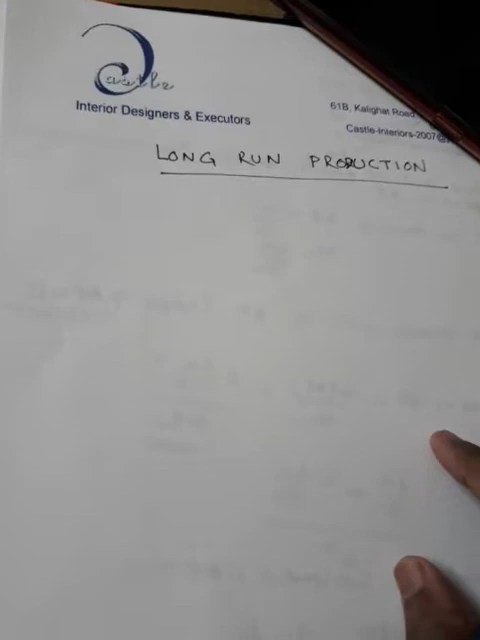 Castle
Interior Designers & Executors
61B, Kalighat Road
Castle-Interiors-2007@
LONG RUN PRODUCTION